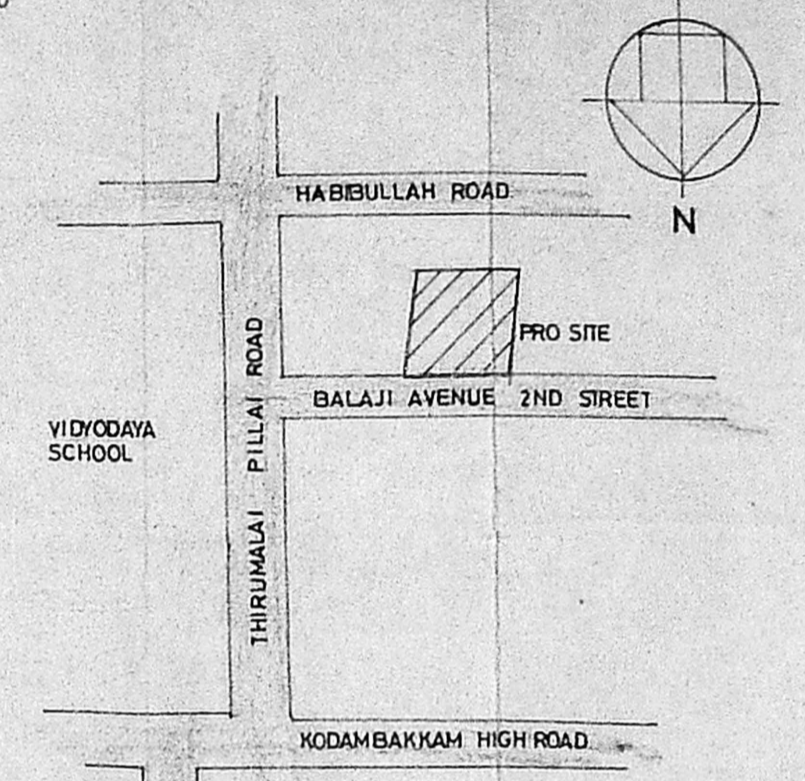 N
HABIBULLAH ROAD
PRO SITE
BALAJI AVENUE 2ND STREET
VIDYODAYA
SCHOOL
THIRUMALAI PILLAI ROAD
KODAMBAKKAM HIGH ROAD